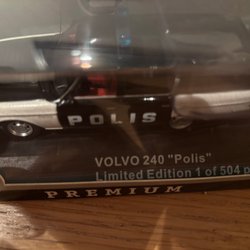 POLIS
VOLVO 240 "Polis"
Limited Edition 1 of 504 p
PREMIUM